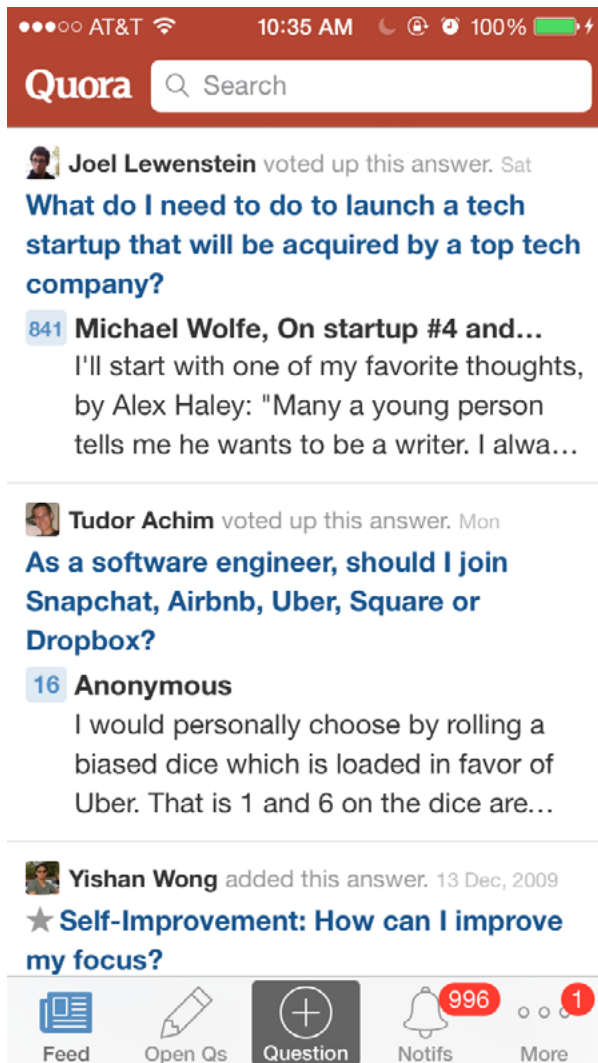 AT&T 10:35 AM 100%
Quora Search
Joel Lewenstein voted up this answer. Sat
What do I need to do to launch a tech
startup that will be acquired by a top tech
company?
841 Michael Wolfe, On startup #4 and...
I'll start with one of my favorite thoughts,
by Alex Haley: "Many a young person
tells me he wants to be a writer. I alwa...
Tudor Achim voted up this answer. Mon
As a software engineer, should I join
Snapchat, Airbnb, Uber, Square or
Dropbox?
16 Anonymous
I would personally choose by rolling a
biased dice which is loaded in favor of
Uber. That is 1 and 6 on the dice are...
Yishan Wong added this answer. 13 Dec, 2009
Self-Improvement: How can I improve
my focus?
996 1
Feed Open Qs Question Notifs More